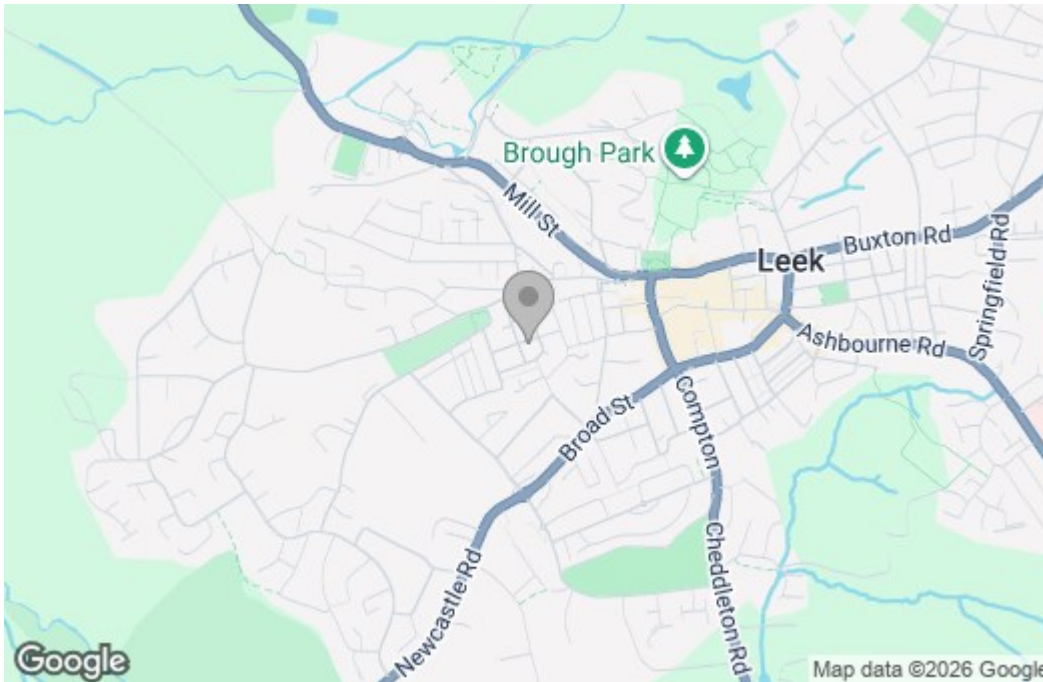 Brough Park
Mill St
Buxton Rd
Leek
Springfield Rd
Ashbourne Rd
Compton
Broad St
Cheddleton Rd
Newcastle Rd
Google
Map data ©2026 Google